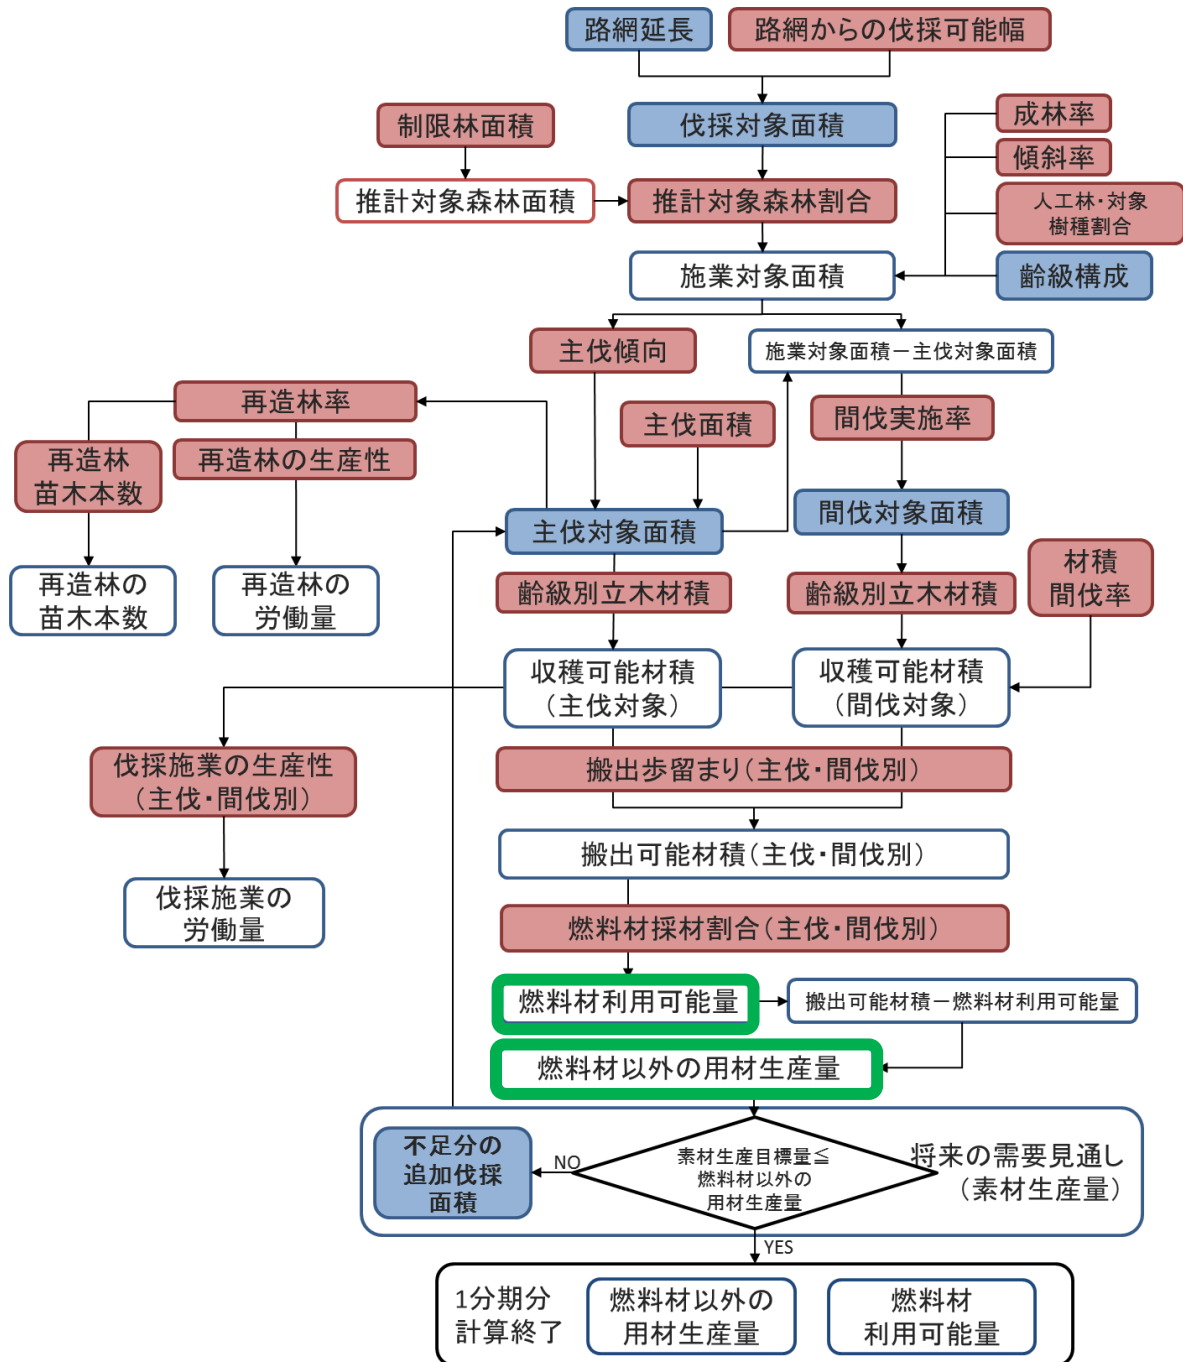 路網延長
路網からの伐採可能幅
制限林面積
伐採対象面積
成林率
傾斜率
推計対象森林面積
推計対象森林割合
人工林・対象
樹種割合
施業対象面積
齢級構成
主伐傾向
施業対象面積－主伐対象面積
再造林率
主伐面積
間伐実施率
再造林
苗木本数
再造林の生産性
主伐対象面積
間伐対象面積
再造林の
苗木本数
再造林の
労働量
齢級別立木材積
齢級別立木材積
材積
間伐率
収穫可能材積
（主伐対象）
収穫可能材積
（間伐対象）
伐採施業の生産性
（主伐・間伐別）
搬出歩留まり（主伐・間伐別）
搬出可能材積（主伐・間伐別）
伐採施業の
労働量
燃料材採材割合（主伐・間伐別）
燃料材利用可能量
搬出可能材積－燃料材利用可能量
燃料材以外の用材生産量
不足分の
追加伐採
面積
NO
素材生産目標量≦
燃料材以外の
用材生産量
将来の需要見通し
（素材生産量）
YES
1分期分
計算終了
燃料材以外の
用材生産量
燃料材
利用可能量